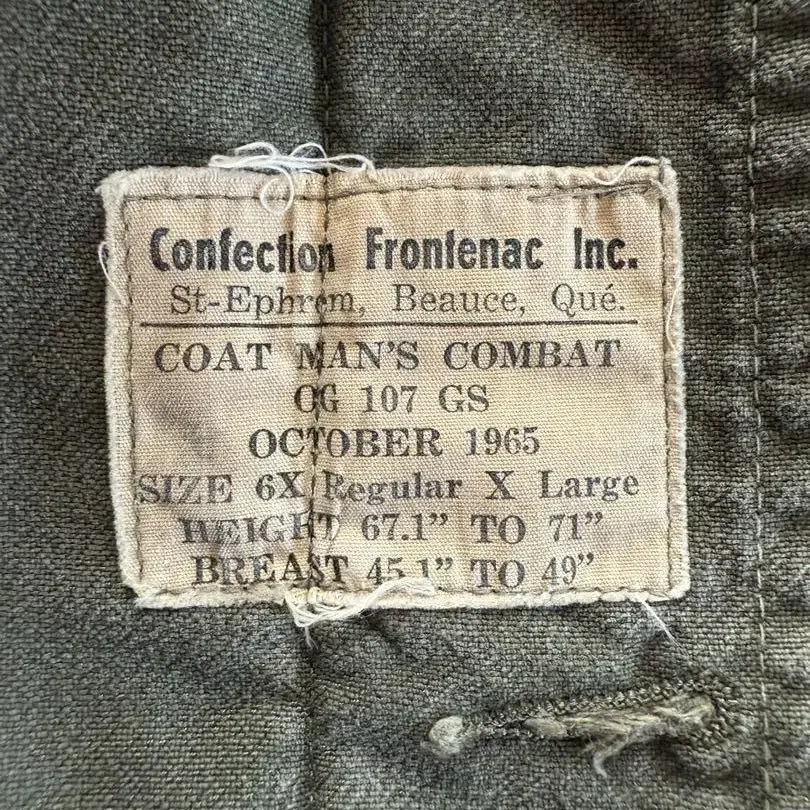 Confection Frontenac Inc.
St-Ephrem, Beauce, Qué.
COAT MAN'S COMBAT
OG 107 GS
OCTOBER 1965
SIZE 6X Regular X Large
HEIGHT 67.1” TO 71”
BREAST 45.1” TO 49”